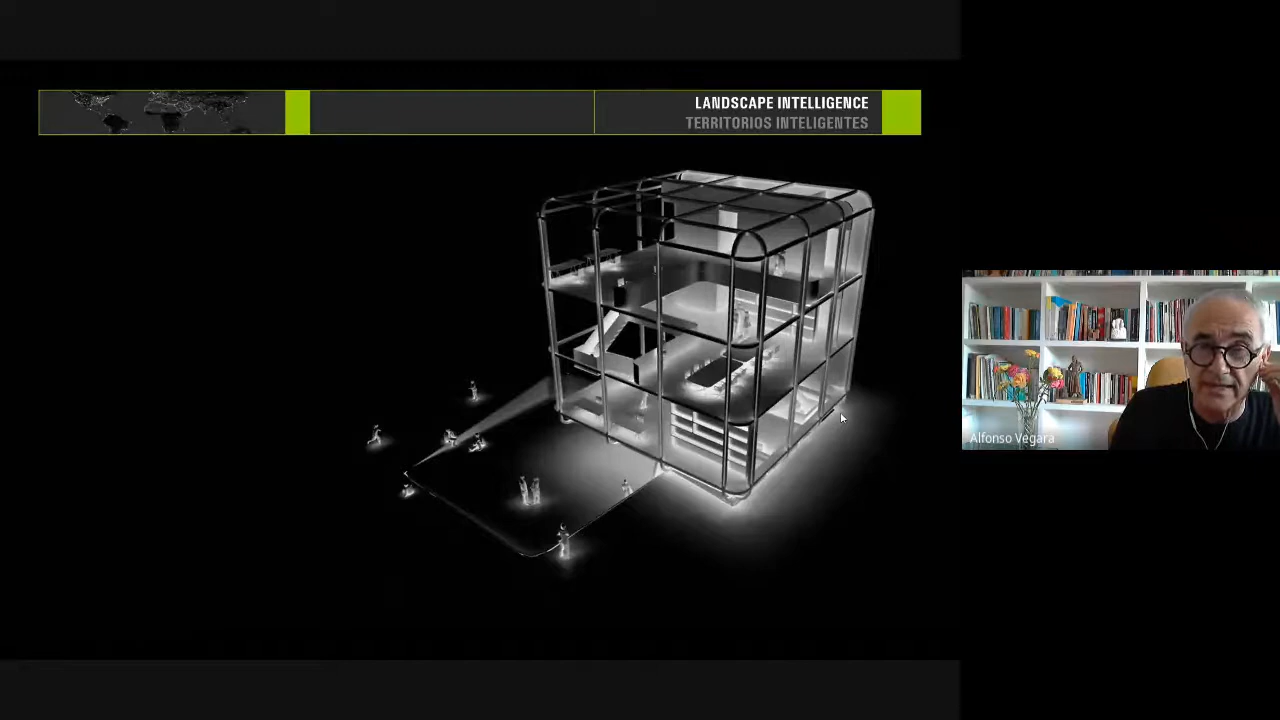 LANDSCAPE INTELLIGENCE
TERRITORIOS INTELIGENTES
Alfonso Vegara